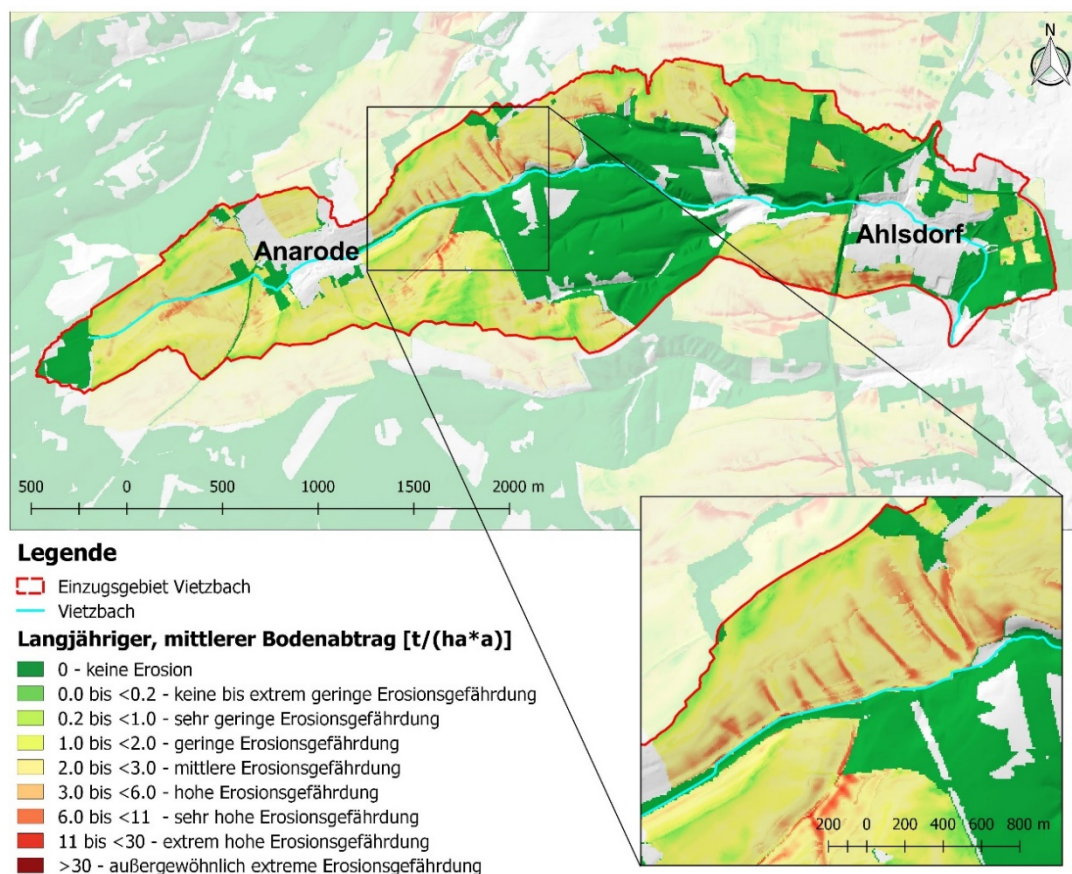 N
Anarode
Ahlsdorf
500 0 500 1000 1500 2000 m
Legende
Einzugsgebiet Vietzbach
Vietzbach
Langjähriger, mittlerer Bodenabtrag [t/(ha*a)]
0 - keine Erosion
0.0 bis <0.2 - keine bis extrem geringe Erosionsgefährdung
0.2 bis <1.0 - sehr geringe Erosionsgefährdung
1.0 bis <2.0 - geringe Erosionsgefährdung
2.0 bis <3.0 - mittlere Erosionsgefährdung
3.0 bis <6.0 - hohe Erosionsgefährdung
6.0 bis <11 - sehr hohe Erosionsgefährdung
11 bis <30 - extrem hohe Erosionsgefährdung
>30 - außergewöhnlich extreme Erosionsgefährdung
200 0 200 400 600 800 m